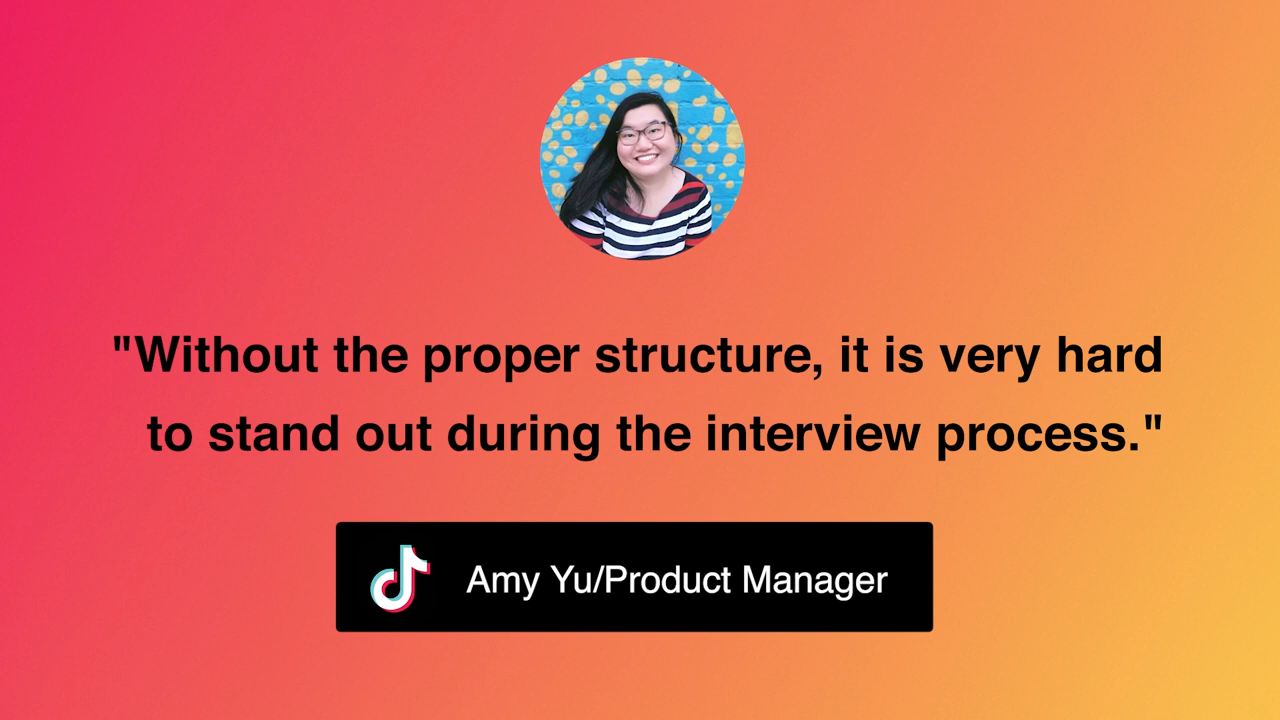 "Without the proper structure, it is very hard
to stand out during the interview process."
Amy Yu/Product Manager